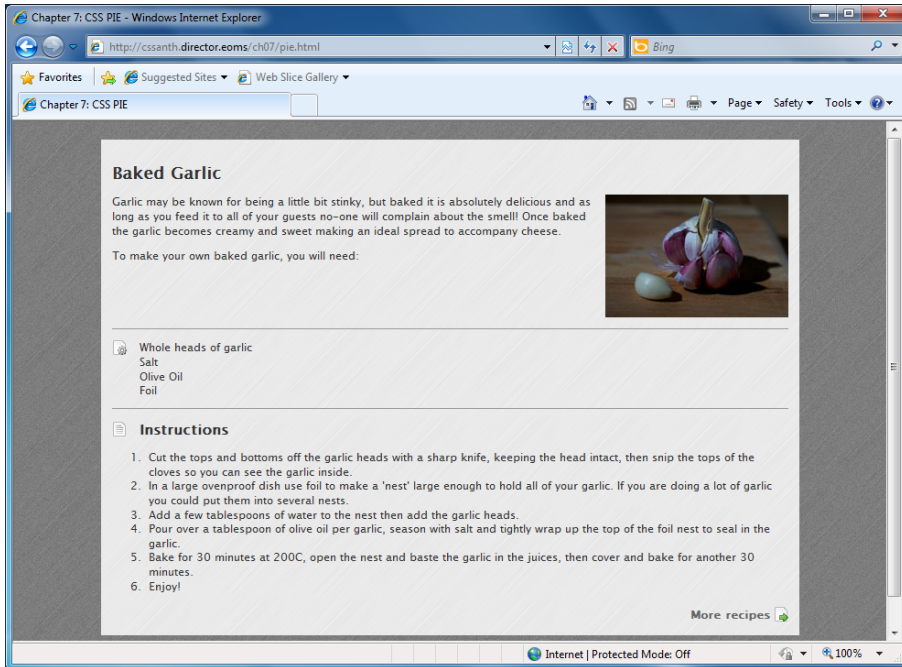 Chapter 7: CSS PIE - Windows Internet Explorer
http://cssanth.director.eoms/ch07/pie.html
Bing
Favorites
Suggested Sites
Web Slice Gallery
Chapter 7: CSS PIE
Page
Safety
Tools
Baked Garlic
Garlic may be known for being a little bit stinky, but baked it is absolutely delicious and as
long as you feed it to all of your guests no-one will complain about the smell! Once baked
the garlic becomes creamy and sweet making an ideal spread to accompany cheese.
To make your own baked garlic, you will need:
Whole heads of garlic
Salt
Olive Oil
Foil
Instructions
1. Cut the tops and bottoms off the garlic heads with a sharp knife, keeping the head intact, then snip the tops of the
cloves so you can see the garlic inside.
2. In a large ovenproof dish use foil to make a 'nest' large enough to hold all of your garlic. If you are doing a lot of garlic
you could put them into several nests.
3. Add a few tablespoons of water to the nest then add the garlic heads.
4. Pour over a tablespoon of olive oil per garlic, season with salt and tightly wrap up the top of the foil nest to seal in the
garlic.
5. Bake for 30 minutes at 200C, open the nest and baste the garlic in the juices, then cover and bake for another 30
minutes.
6. Enjoy!
More recipes
Internet | Protected Mode: Off
100%